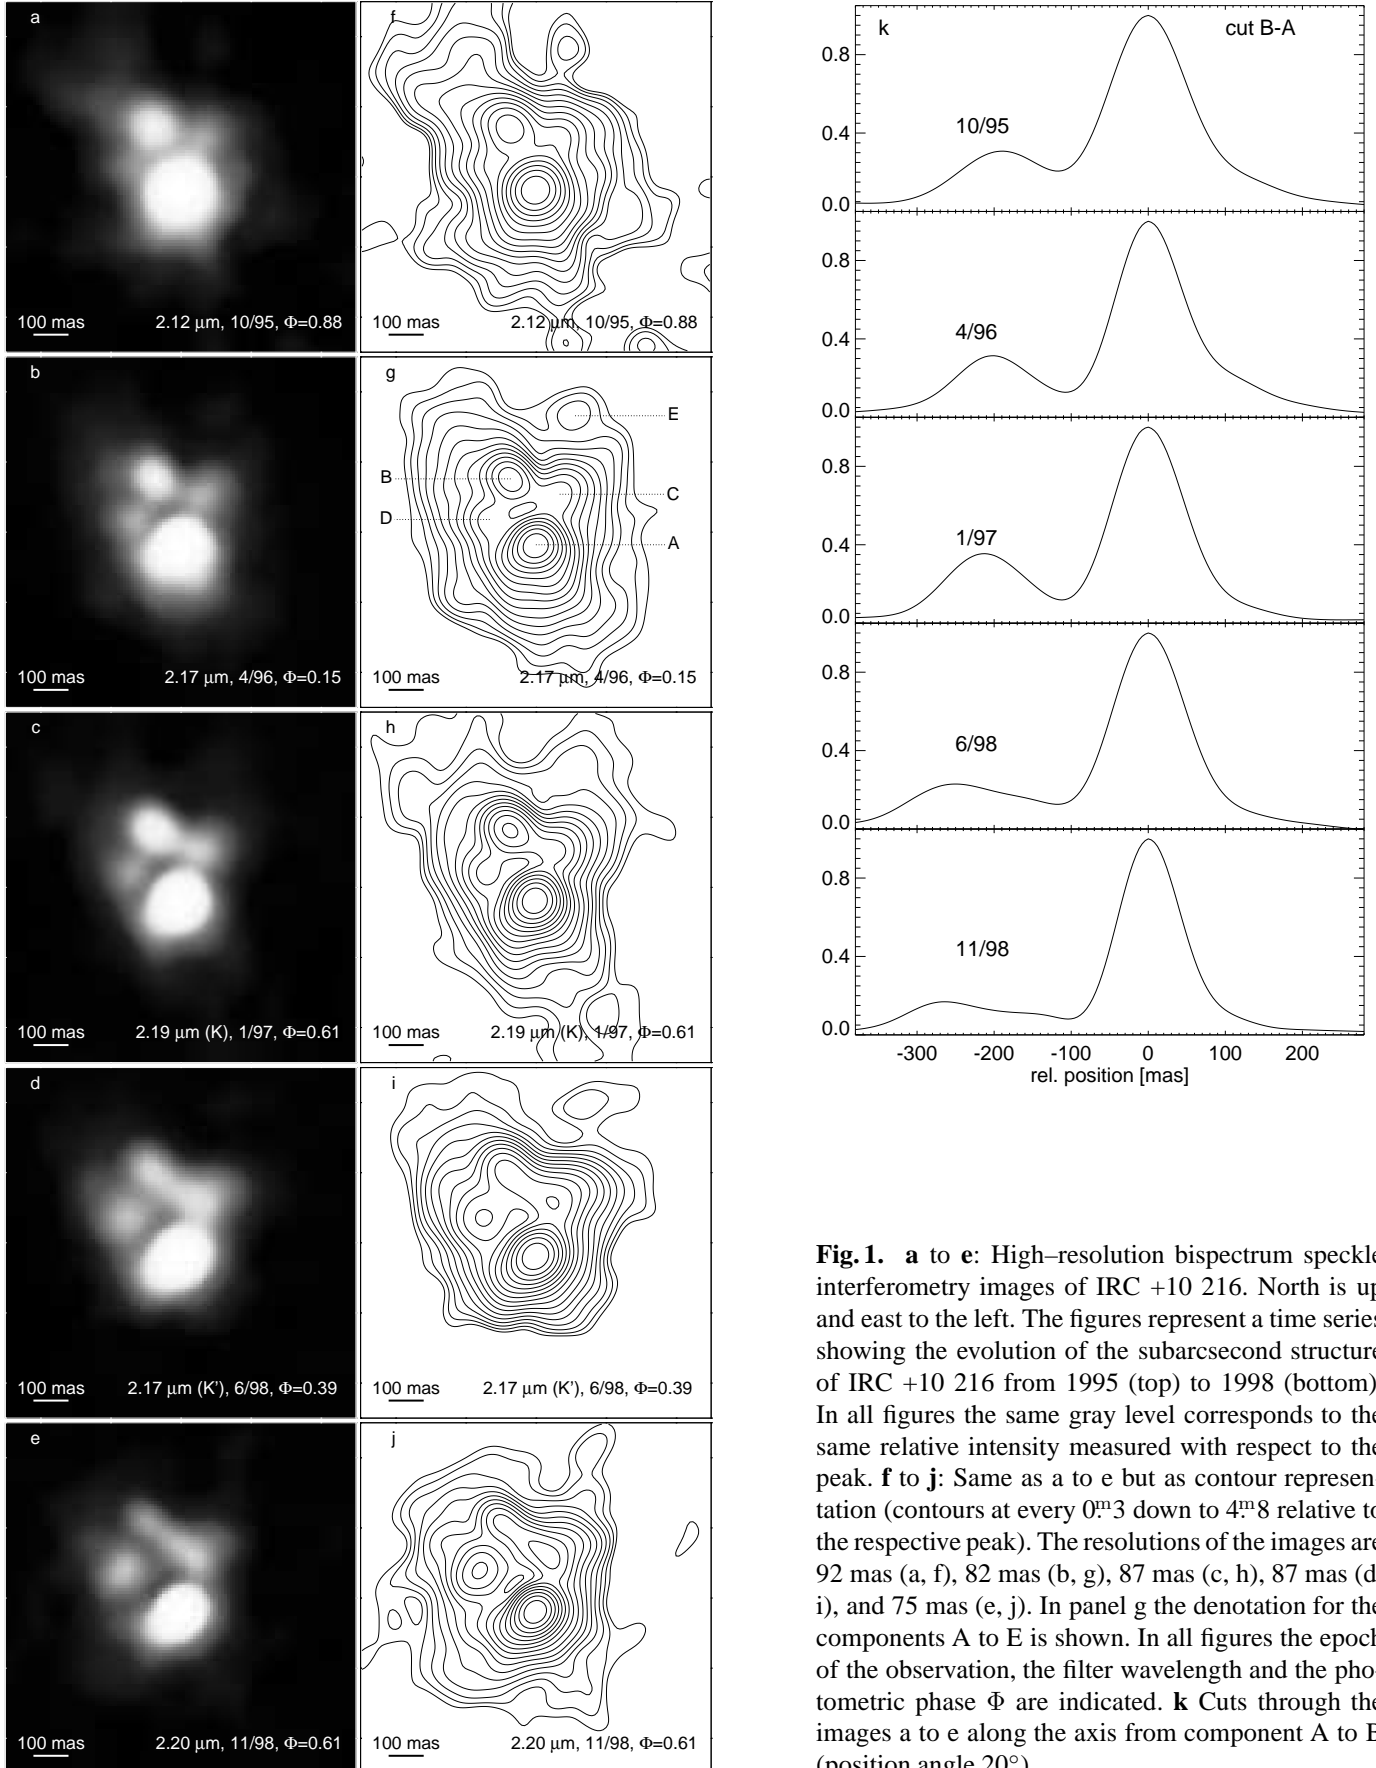 a
100 mas 2.12 μm, 10/95, Φ=0.88
f
100 mas 2.12 μm, 10/95, Φ=0.88
b
100 mas 2.17 μm, 4/96, Φ=0.15
g
E
B
C
D
A
100 mas 2.17 μm, 4/96, Φ=0.15
c
100 mas 2.19 μm (K), 1/97, Φ=0.61
h
100 mas 2.19 μm (K), 1/97, Φ=0.61
d
100 mas 2.17 μm (K'), 6/98, Φ=0.39
i
100 mas 2.17 μm (K'), 6/98, Φ=0.39
e
100 mas 2.20 μm, 11/98, Φ=0.61
j
100 mas 2.20 μm, 11/98, Φ=0.61
k cut B-A
0.8
10/95
0.4
0.0
0.8
4/96
0.4
0.0
0.8
1/97
0.4
0.0
0.8
6/98
0.4
0.0
0.8
11/98
0.4
0.0
-300 -200 -100 0 100 200
rel. position [mas]
Fig. 1. a to e: High–resolution bispectrum speckle
interferometry images of IRC +10 216. North is up
and east to the left. The figures represent a time series
showing the evolution of the subarcsecond structure
of IRC +10 216 from 1995 (top) to 1998 (bottom)
In all figures the same gray level corresponds to the
same relative intensity measured with respect to the
peak. f to j: Same as a to e but as contour represen-
tation (contours at every 0.ᵐ3 down to 4.ᵐ8 relative to
the respective peak). The resolutions of the images are
92 mas (a, f), 82 mas (b, g), 87 mas (c, h), 87 mas (d
i), and 75 mas (e, j). In panel g the denotation for the
components A to E is shown. In all figures the epoch
of the observation, the filter wavelength and the pho-
tometric phase Φ are indicated. k Cuts through the
images a to e along the axis from component A to B
(position angle 20°)